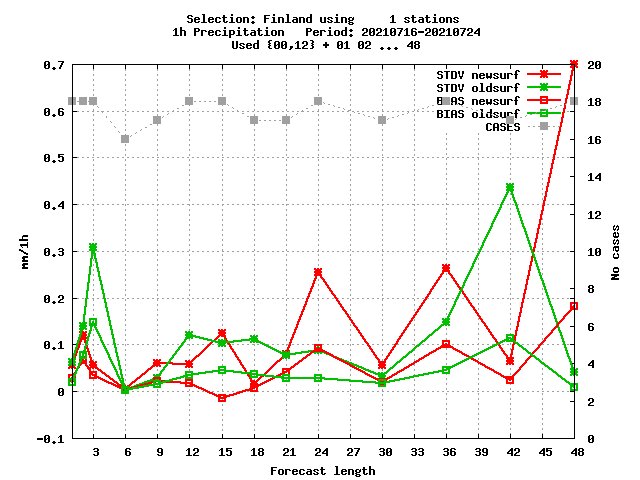 Selection: Finland using 1 stations
1h Precipitation Period: 20210716-20210724
Used {00,12} + 01 02 ... 48
STDV newsurf
STDV oldsurf
BIAS newsurf
BIAS oldsurf
CASES
0.7
0.6
0.5
0.4
0.3
0.2
0.1
0
-0.1
mm/1h
20
18
16
14
12
10
8
6
4
2
0
No cases
3 6 9 12 15 18 21 24 27 30 33 36 39 42 45 48
Forecast length